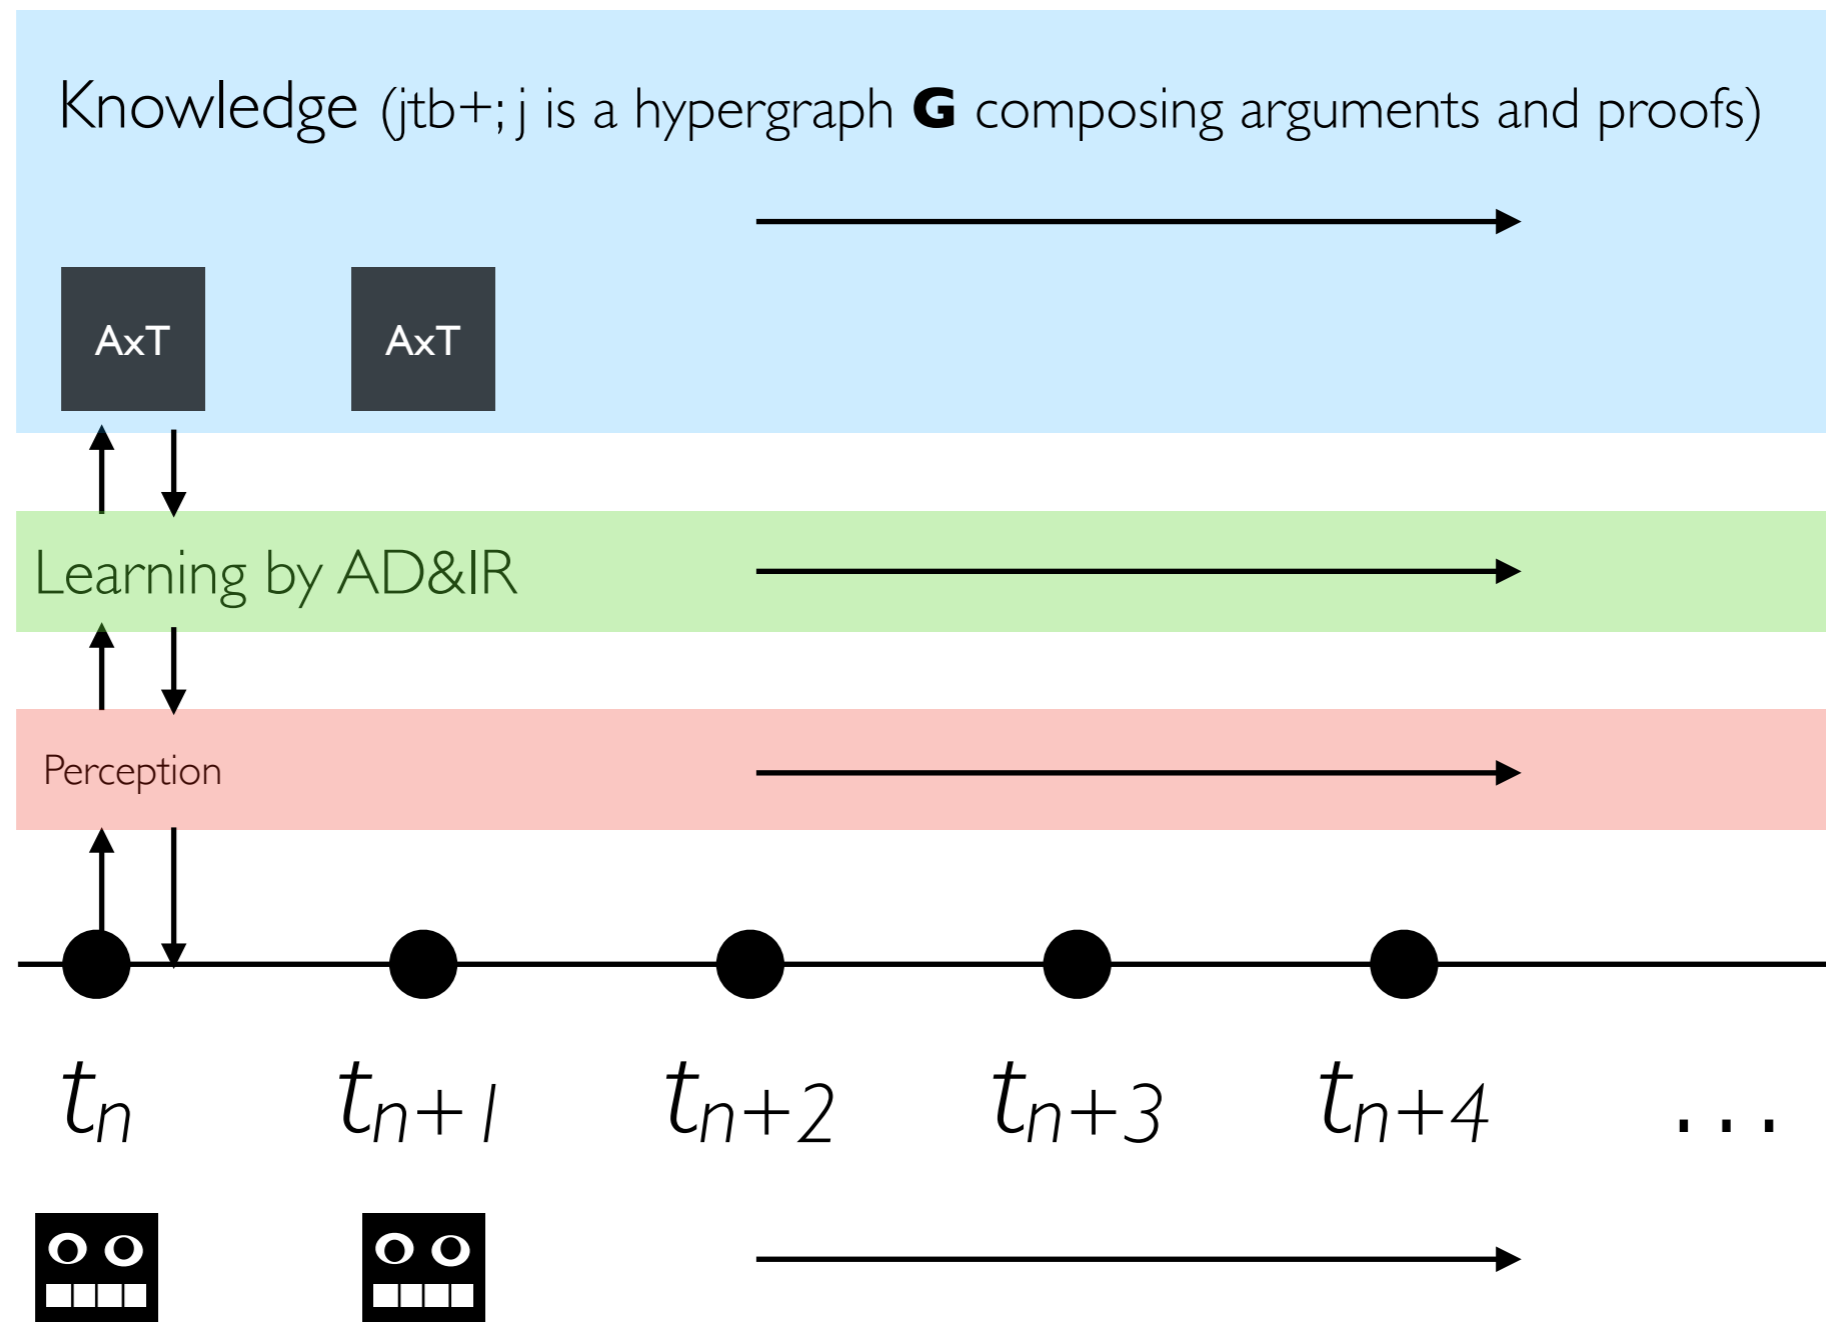 Knowledge (jtb+; j is a hypergraph G composing arguments and proofs)
AxT AxT
Learning by AD&IR
Perception
tn tn+1 tn+2 tn+3 tn+4 ...